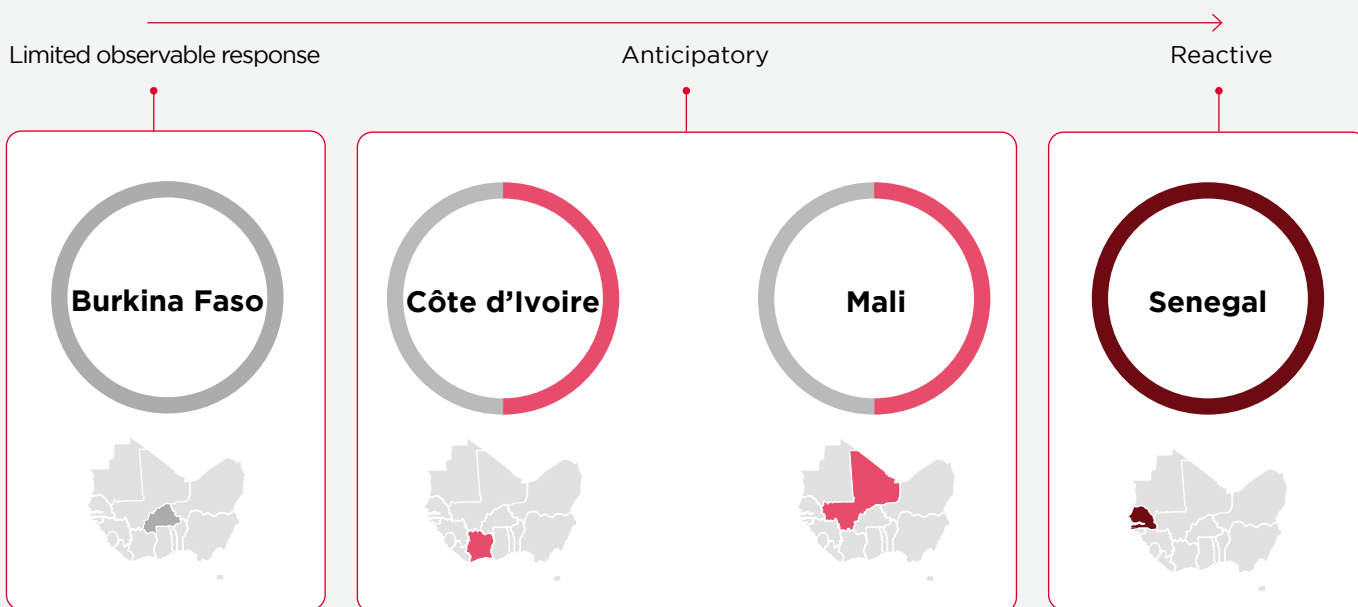 Limited observable response
Anticipatory
Reactive
Burkina Faso
Côte d’Ivoire
Mali
Senegal